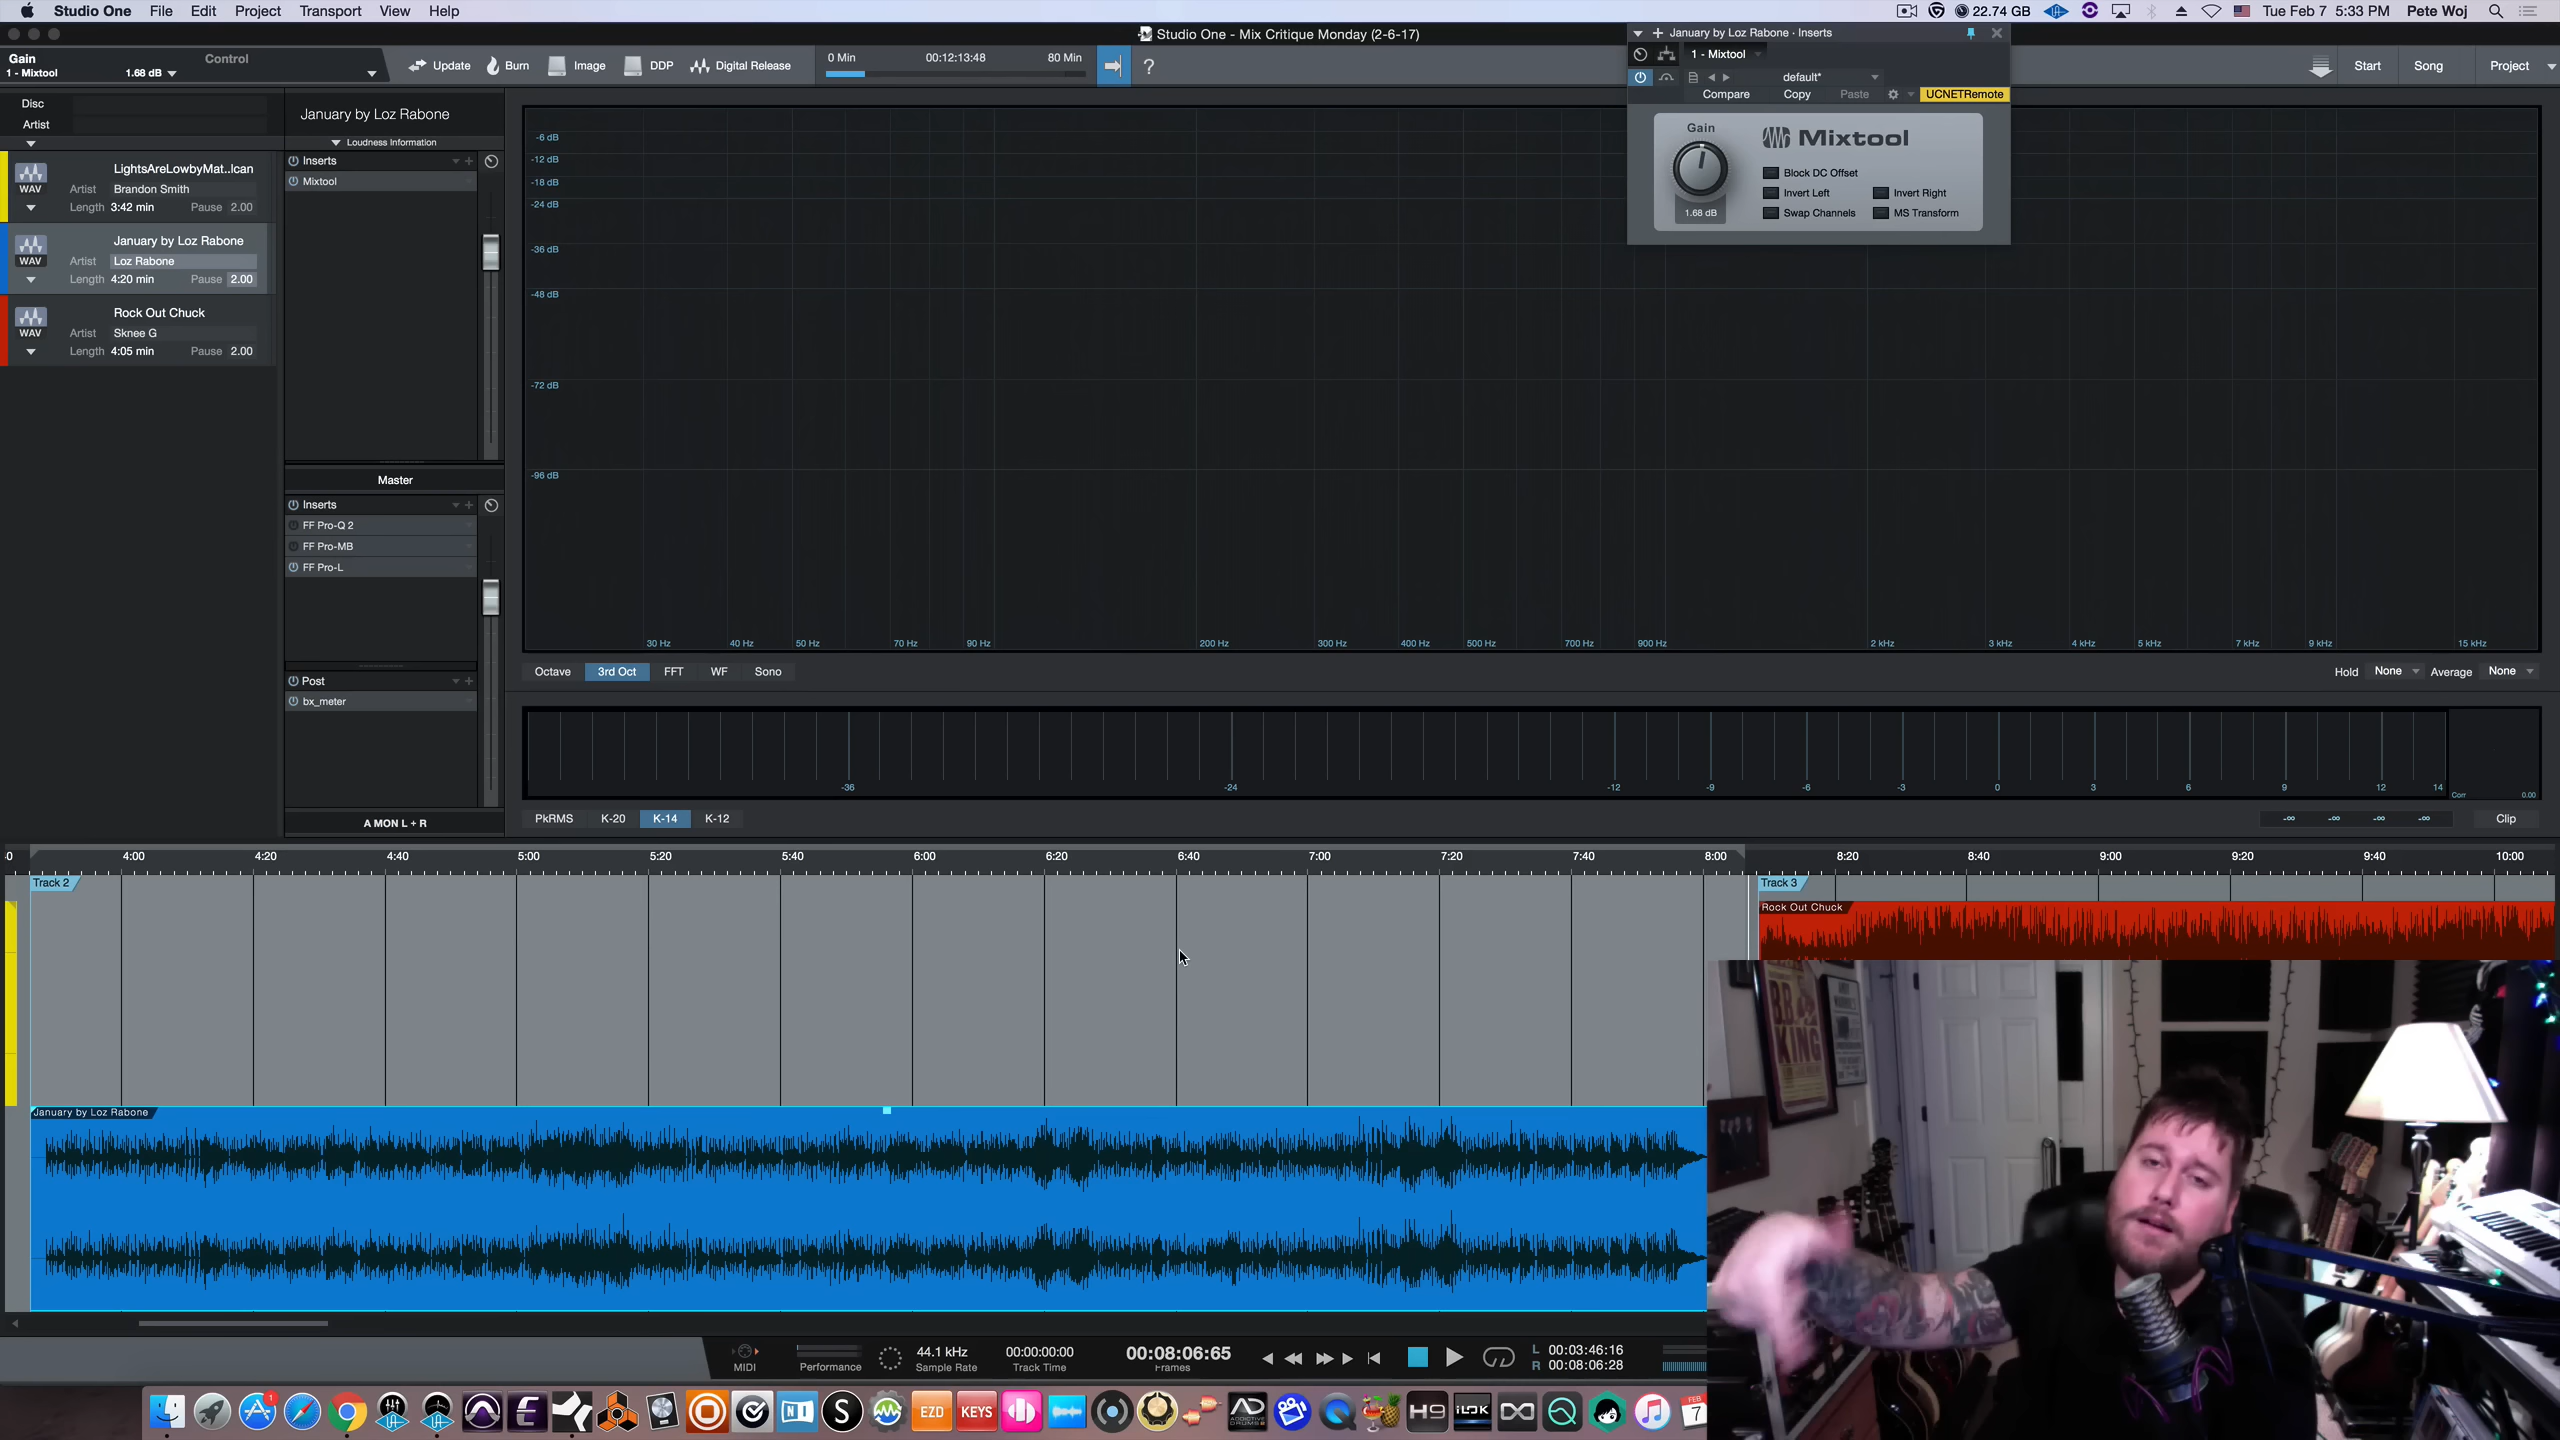 Studio One File Edit Project Transport View Help
22.74 GB Tue Feb 7 5:33 PM Pete Woj
Studio One - Mix Critique Monday (2-6-17)
Gain Control
1 - Mixtool 1.68 dB
Update Burn Image DDP Digital Release
0 Min 00:12:13:48 80 Min
?
Start Song Project
January by Loz Rabone - Inserts
1 - Mixtool
default*
Compare Copy Paste UCNETRemote
Gain
Mixtool
Block DC Offset
Invert Left Invert Right
Swap Channels MS Transform
1.68 dB
Disc
Artist
WAV
LightsAreLowbyMat..lcan
Artist Brandon Smith
Length 3:42 min Pause 2.00
WAV
January by Loz Rabone
Artist Loz Rabone
Length 4:20 min Pause 2.00
WAV
Rock Out Chuck
Artist Sknee G
Length 4:05 min Pause 2.00
January by Loz Rabone
Loudness Information
Inserts
Mixtool
Master
Inserts
FF Pro-Q 2
FF Pro-MB
FF Pro-L
Post
bx_meter
A MON L + R
-6 dB
-12 dB
-18 dB
-24 dB
-36 dB
-48 dB
-72 dB
-96 dB
30 Hz 40 Hz 50 Hz 70 Hz 90 Hz 200 Hz 300 Hz 400 Hz 500 Hz 700 Hz 900 Hz 2 kHz 3 kHz 4 kHz 5 kHz 7 kHz 9 kHz 15 kHz
Octave 3rd Oct FFT WF Sono
Hold None Average None
-36 -24 -12 -9 -6 -3 0 3 6 9 12 14 Corr 0.00
PkRMS K-20 K-14 K-12
-∞ -∞ -∞ -∞ Clip
:0 4:00 4:20 4:40 5:00 5:20 5:40 6:00 6:20 6:40 7:00 7:20 7:40 8:00 8:20 8:40 9:00 9:20 9:40 10:00
Track 2 Track 3
Rock Out Chuck
January by Loz Rabone
BB
KING
MIDI
Performance
44.1 kHz
Sample Rate
00:00:00:00
Track Time
00:08:06:65
Frames
L 00:03:46:16
R 00:08:06:28
1
NI
S
EZD
KEYS
AD
H9
iLOK
FEB
7